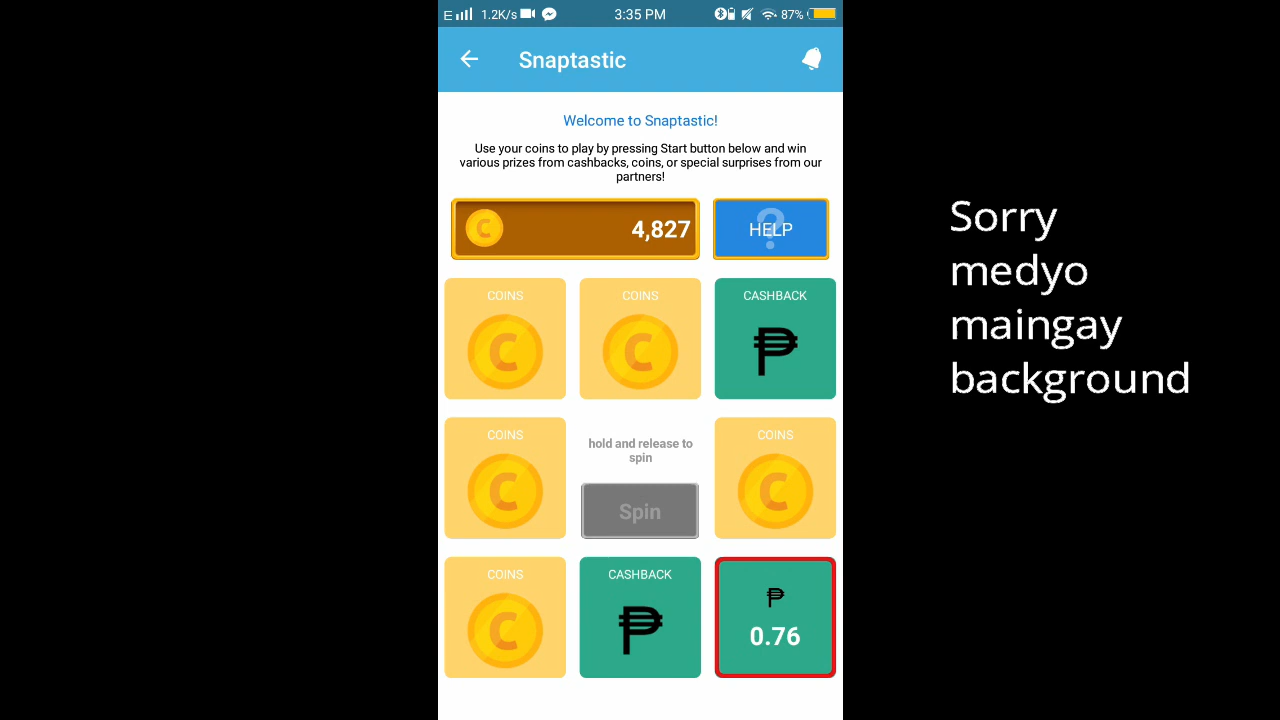 E 1.2K/s 3:35 PM 87%
Snaptastic
Welcome to Snaptastic!
Use your coins to play by pressing Start button below and win
various prizes from cashbacks, coins, or special surprises from our
partners!
C 4,827 ? HELP
COINS COINS CASHBACK
C C ₱
COINS hold and release to COINS
spin
C Spin C
COINS CASHBACK ₱
C ₱ 0.76
Sorry
medyo
maingay
background